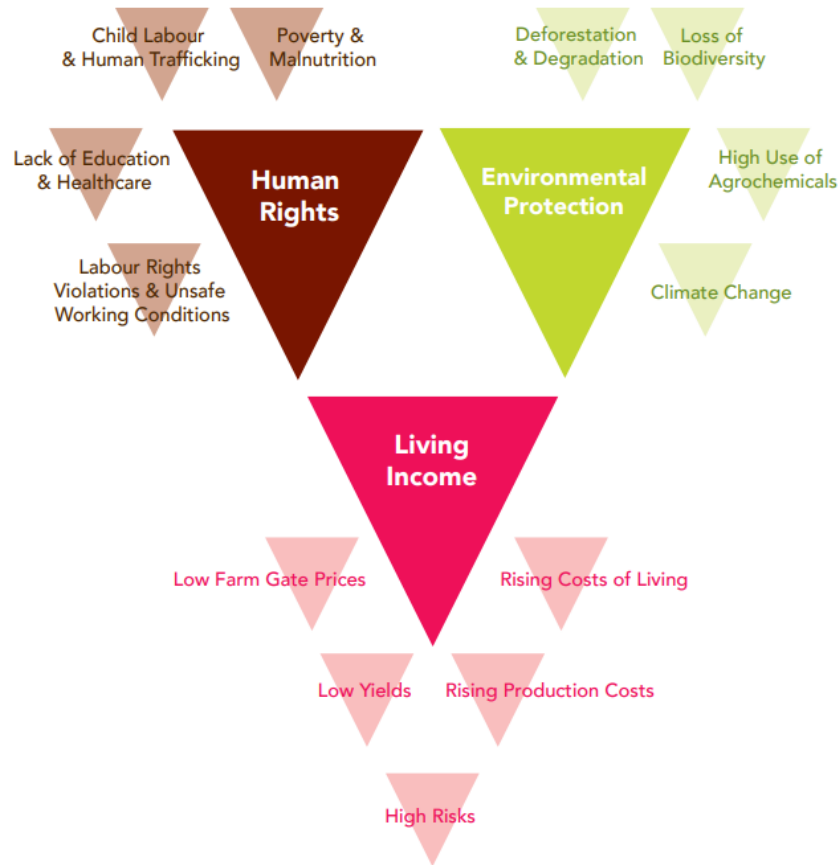 Child Labour
& Human Trafficking
Poverty &
Malnutrition
Deforestation
& Degradation
Loss of
Biodiversity
Lack of Education
& Healthcare
Human
Rights
Environmental
Protection
High Use of
Agrochemicals
Labour Rights
Violations & Unsafe
Working Conditions
Climate Change
Living
Income
Low Farm Gate Prices
Rising Costs of Living
Low Yields
Rising Production Costs
High Risks